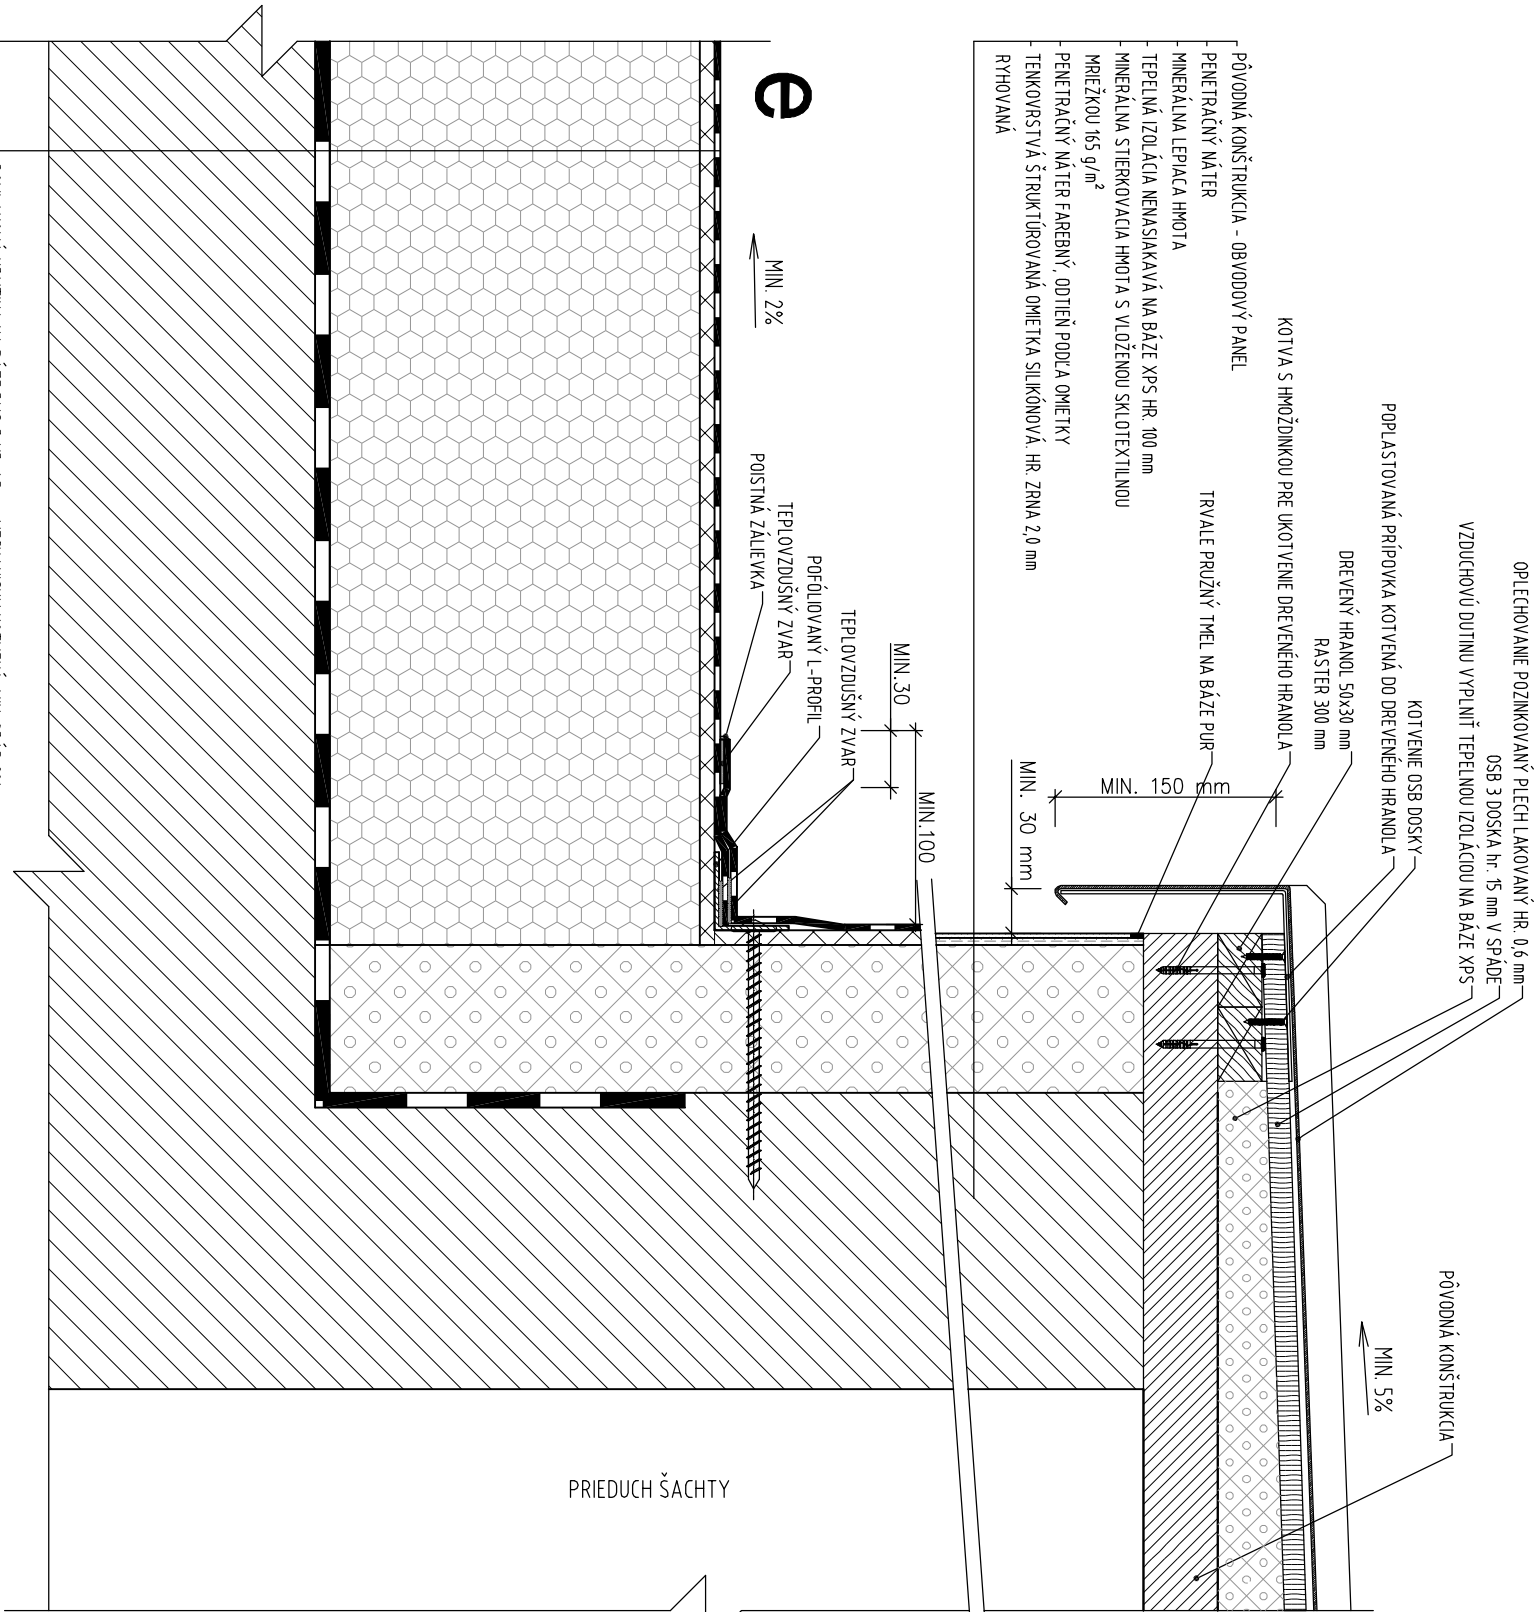 OPLECHOVANIE POZINKOVANÝ PLECH LAKOVANÝ HR. 0,6 mm
OSB 3 DOSKA hr. 15 mm V SPÁDE
VZDUCHOVÚ DUTINU VYPLNIŤ TEPELNOU IZOLÁCIOU NA BÁZE XPS
KOTVENIE OSB DOSKY
POPLASTOVANÁ PRÍPOVKA KOTVENÁ DO DREVENÉHO HRANOLA
DREVENÝ HRANOL 50x30 mm
RASTER 300 mm
KOTVA S HMOŽDINKOU PRE UKOTVENIE DREVENÉHO HRANOLA
TRVALE PRUŽNÝ TMEL NA BÁZE PUR
PÔVODNÁ KONŠTRUKCIA
MIN. 5%
PÔVODNÁ KONŠTRUKCIA - OBVODOVÝ PANEL
PENETRAČNÝ NÁTER
MINERÁLNA LEPIACA HMOTA
TEPELNÁ IZOLÁCIA NENASIAKAVÁ NA BÁZE XPS HR. 100 mm
MINERÁLNA STIERKOVACIA HMOTA S VLOŽENOU SKLOTEXTILNOU
MRIEŽKOU 165 g/m²
PENETRAČNÝ NÁTER FAREBNÝ, ODTIEŇ PODĽA OMIETKY
TENKOVRSTVÁ ŠTRUKTÚROVANÁ OMIETKA SILIKÓNOVÁ, HR. ZRNA 2,0 mm
RYHOVANÁ
MIN. 150 mm
MIN. 30 mm
MIN.100
MIN.30
TEPLOVZDUŠNÝ ZVAR
POFÓLIOVANÝ L-PROFIL
TEPLOVZDUŠNÝ ZVAR
POISTNÁ ZÁLIEVKA
e
MIN. 2%
PRIEDUCH ŠACHTY